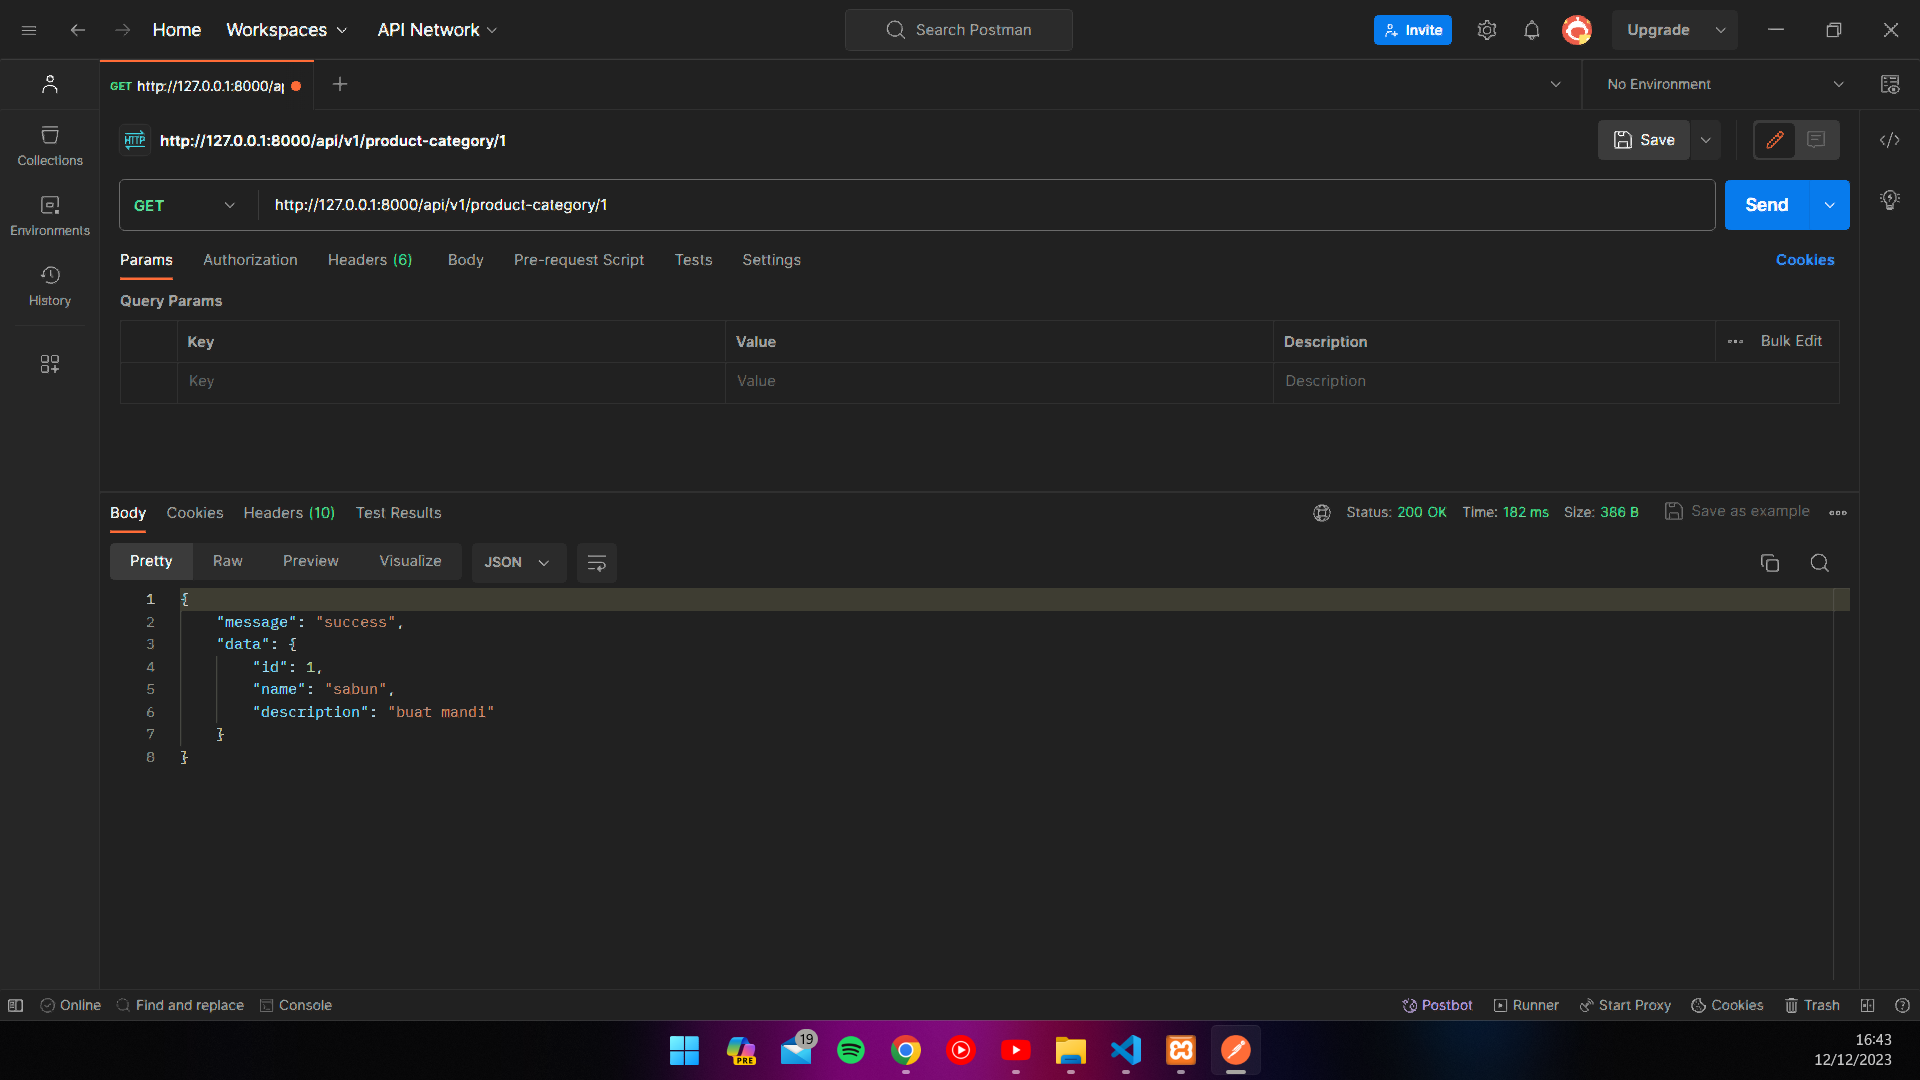 Home Workspaces API Network Search Postman Invite Upgrade
GET http://127.0.0.1:8000/ap No Environment
HTTP http://127.0.0.1:8000/api/v1/product-category/1 Save
GET http://127.0.0.1:8000/api/v1/product-category/1 Send
Collections
Environments
History
Params Authorization Headers (6) Body Pre-request Script Tests Settings Cookies
Query Params
Key Value Description Bulk Edit
Key Value Description
Body Cookies Headers (10) Test Results Status: 200 OK Time: 182 ms Size: 386 B Save as example
Pretty Raw Preview Visualize JSON
1 {
2 "message": "success",
3 "data": {
4 "id": 1,
5 "name": "sabun",
6 "description": "buat mandi"
7 }
8 }
Online Find and replace Console Postbot Runner Start Proxy Cookies Trash
PRE 19 16:43
12/12/2023